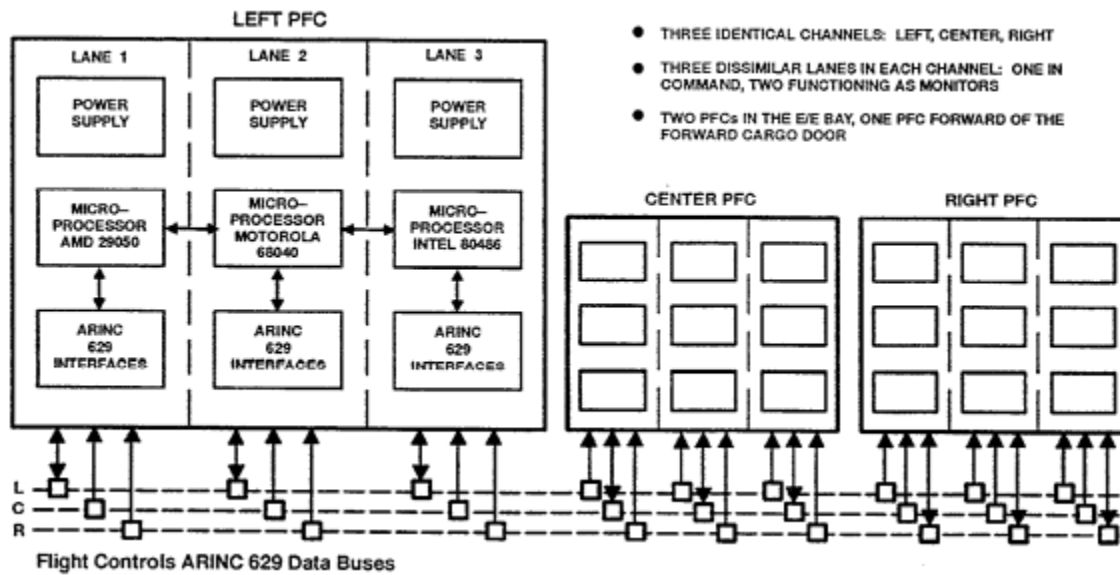 LEFT PFC
LANE 1
LANE 2
LANE 3
POWER
SUPPLY
POWER
SUPPLY
POWER
SUPPLY
MICRO–
PROCESSOR
AMD 29050
MICRO–
PROCESSOR
MOTOROLA
68040
MICRO–
PROCESSOR
INTEL 80486
ARINC
629
INTERFACES
ARINC
629
INTERFACES
ARINC
629
INTERFACES
● THREE IDENTICAL CHANNELS: LEFT, CENTER, RIGHT
● THREE DISSIMILAR LANES IN EACH CHANNEL: ONE IN
COMMAND, TWO FUNCTIONING AS MONITORS
● TWO PFCs IN THE E/E BAY, ONE PFC FORWARD OF THE
FORWARD CARGO DOOR
CENTER PFC
RIGHT PFC
L
C
R
Flight Controls ARINC 629 Data Buses